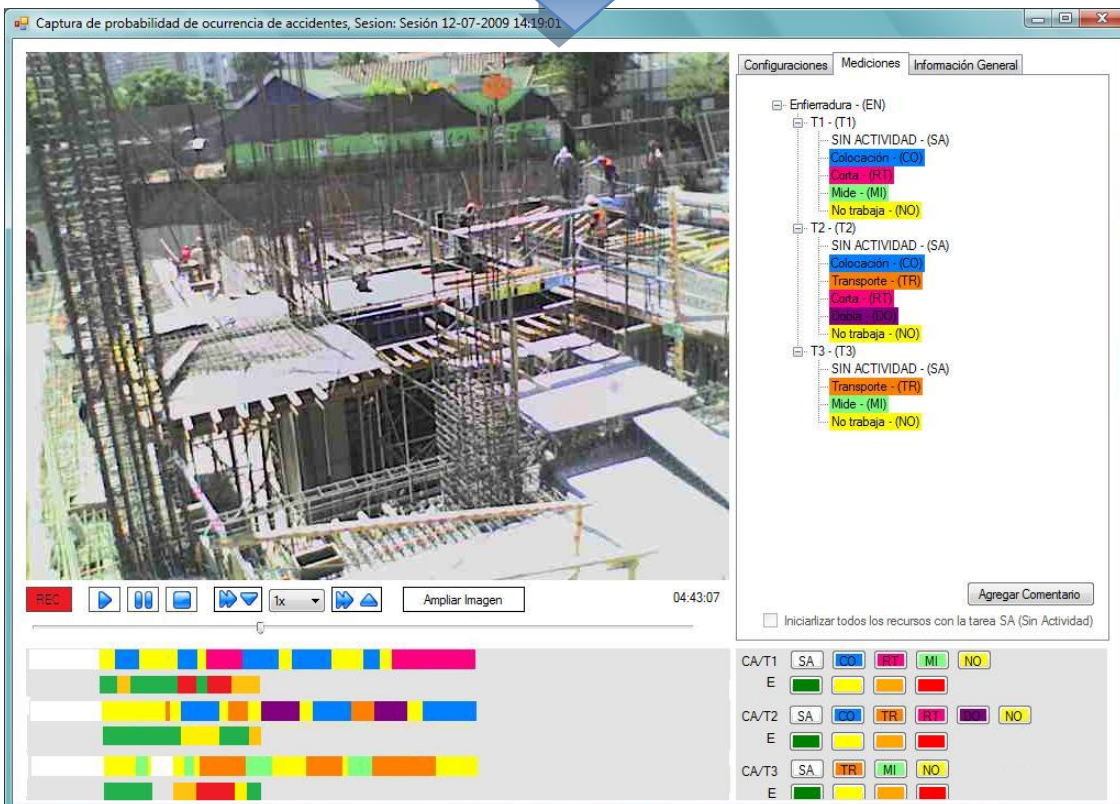 Captura de probabilidad de ocurrencia de accidentes, Sesion: Sesión 12-07-2009 14:19:01
Configuraciones Mediciones Información General
Enfierradura - (EN)
T1 - (T1)
SIN ACTIVIDAD - (SA)
Colocación - (CO)
Corta - (RT)
Mide - (MI)
No trabaja - (NO)
T2 - (T2)
SIN ACTIVIDAD - (SA)
Colocación - (CO)
Transporte - (TR)
Corta - (RT)
Dobla - (DO)
No trabaja - (NO)
T3 - (T3)
SIN ACTIVIDAD - (SA)
Transporte - (TR)
Mide - (MI)
No trabaja - (NO)
REC 1x Ampliar Imagen 04:43:07
Agregar Comentario
Iniciarlizar todos los recursos con la tarea SA (Sin Actividad)
CA/T1 SA CO RT MI NO
E
CA/T2 SA CO TR RT DO NO
E
CA/T3 SA TR MI NO
E